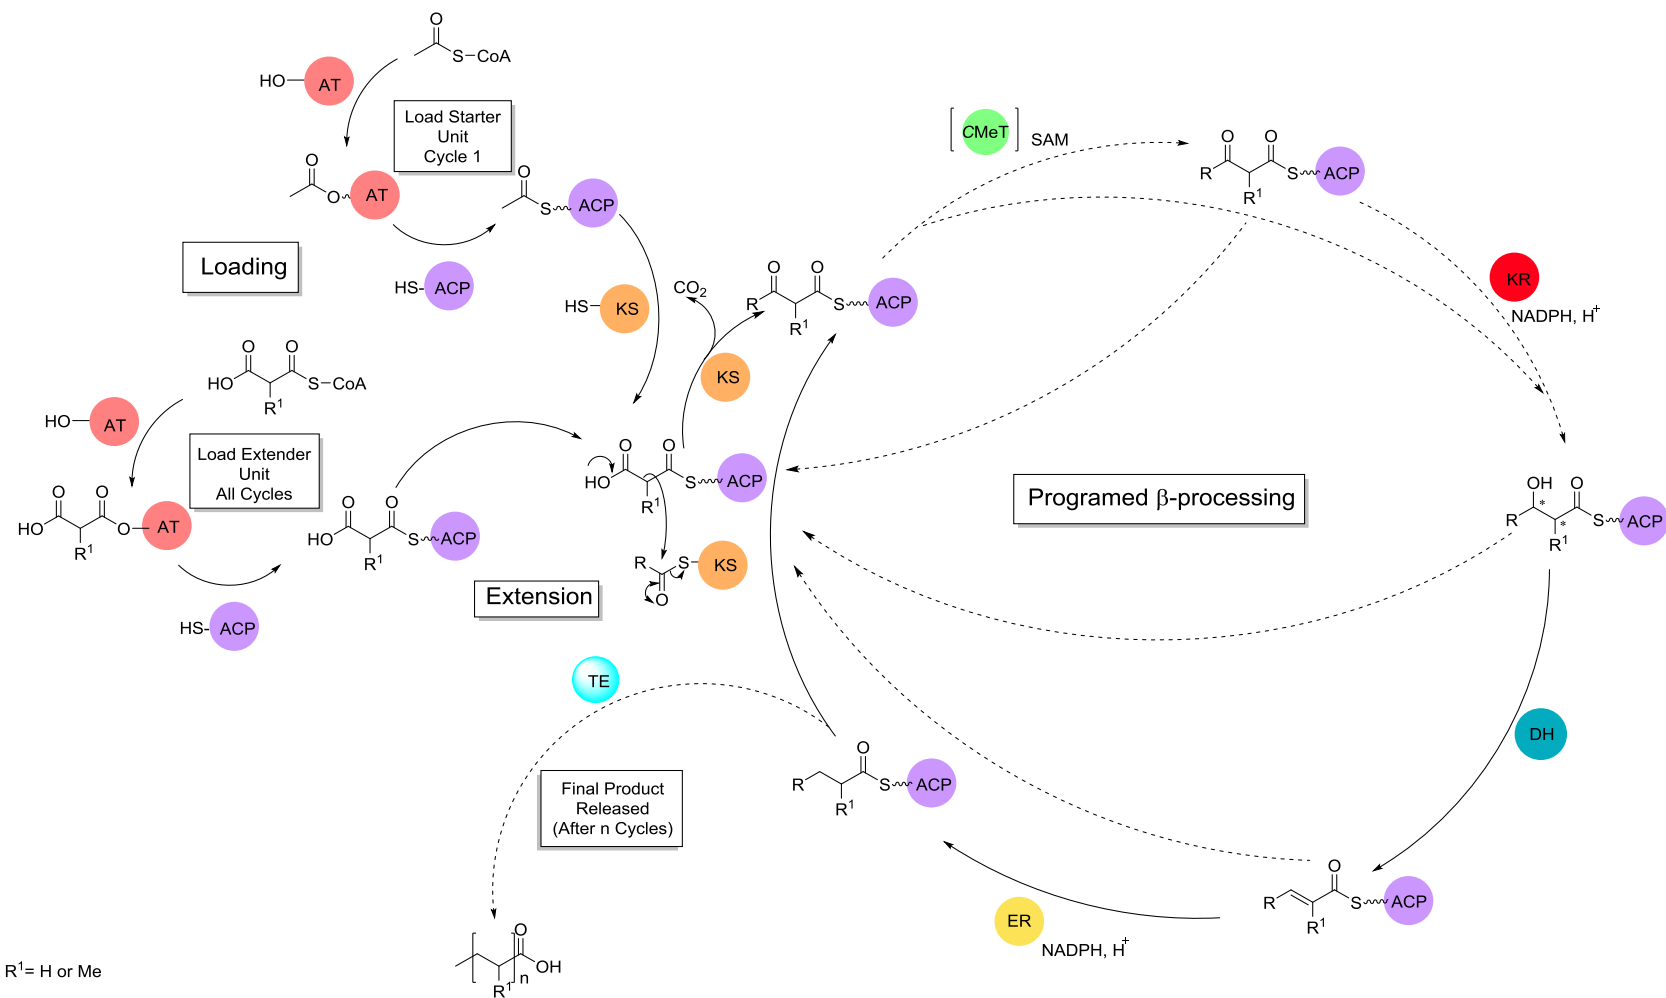 O
S—CoA
HO—AT
Load Starter
Unit
Cycle 1
O
O
AT
O
S
ACP
Loading
HS-ACP
HS—KS
CO2
KS
O
O
R
S
ACP
R1
[CMeT] SAM
O
O
R
S
ACP
R1
KR
NADPH, H+
O
O
HO
S—CoA
R1
HO—AT
Load Extender
Unit
All Cycles
O
O
HO
O
AT
R1
HS-ACP
O
O
HO
S
ACP
R1
Extension
O
O
HO
S
ACP
R1
R
S
KS
O
Programed β-processing
OH
O
*
R
*
S
ACP
R1
DH
TE
Final Product
Released
(After n Cycles)
O
R
S
ACP
R1
O
R
S
ACP
R1
ER
NADPH, H+
O
OH
n
R1
R1= H or Me